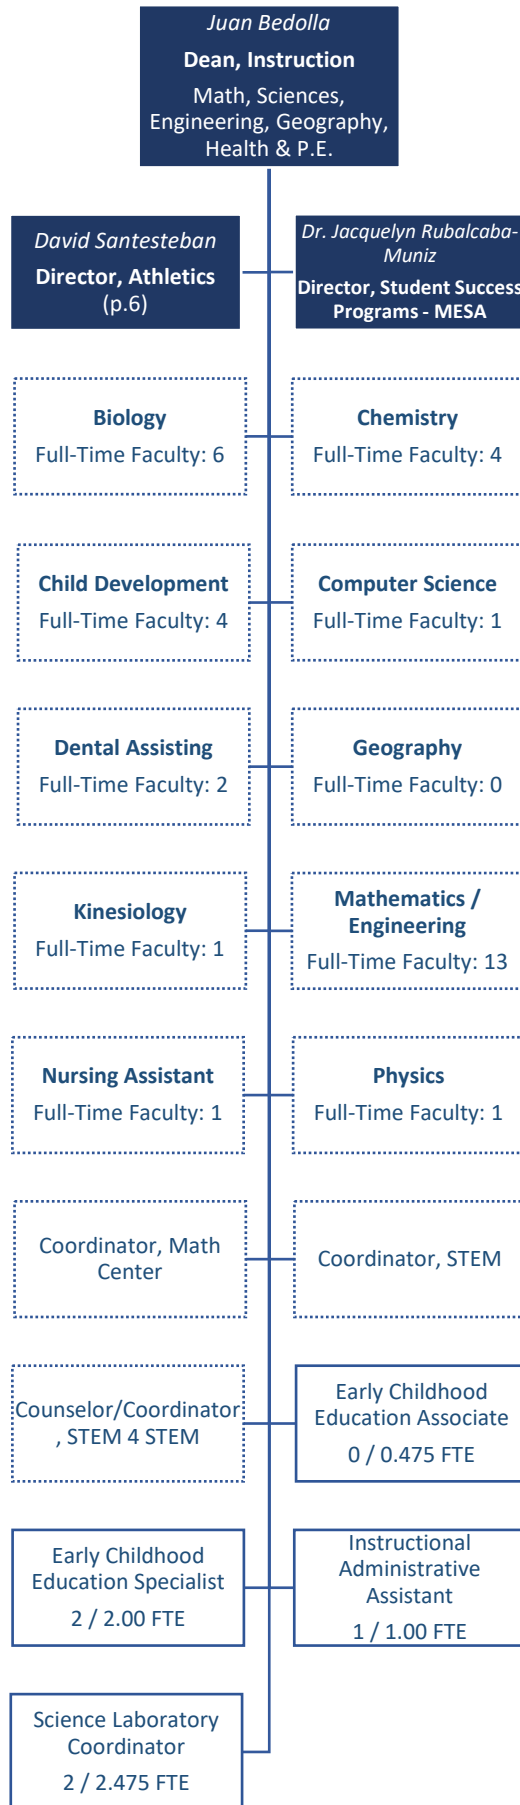 Juan Bedolla
Dean, Instruction
Math, Sciences,
Engineering, Geography,
Health & P.E.
David Santesteban
Director, Athletics
(p.6)
Dr. Jacquelyn Rubalcaba-
Muniz
Director, Student Success
Programs - MESA
Biology
Full-Time Faculty: 6
Chemistry
Full-Time Faculty: 4
Child Development
Full-Time Faculty: 4
Computer Science
Full-Time Faculty: 1
Dental Assisting
Full-Time Faculty: 2
Geography
Full-Time Faculty: 0
Kinesiology
Full-Time Faculty: 1
Mathematics /
Engineering
Full-Time Faculty: 13
Nursing Assistant
Full-Time Faculty: 1
Physics
Full-Time Faculty: 1
Coordinator, Math
Center
Coordinator, STEM
Counselor/Coordinator
, STEM 4 STEM
Early Childhood
Education Associate
0 / 0.475 FTE
Early Childhood
Education Specialist
2 / 2.00 FTE
Instructional
Administrative
Assistant
1 / 1.00 FTE
Science Laboratory
Coordinator
2 / 2.475 FTE